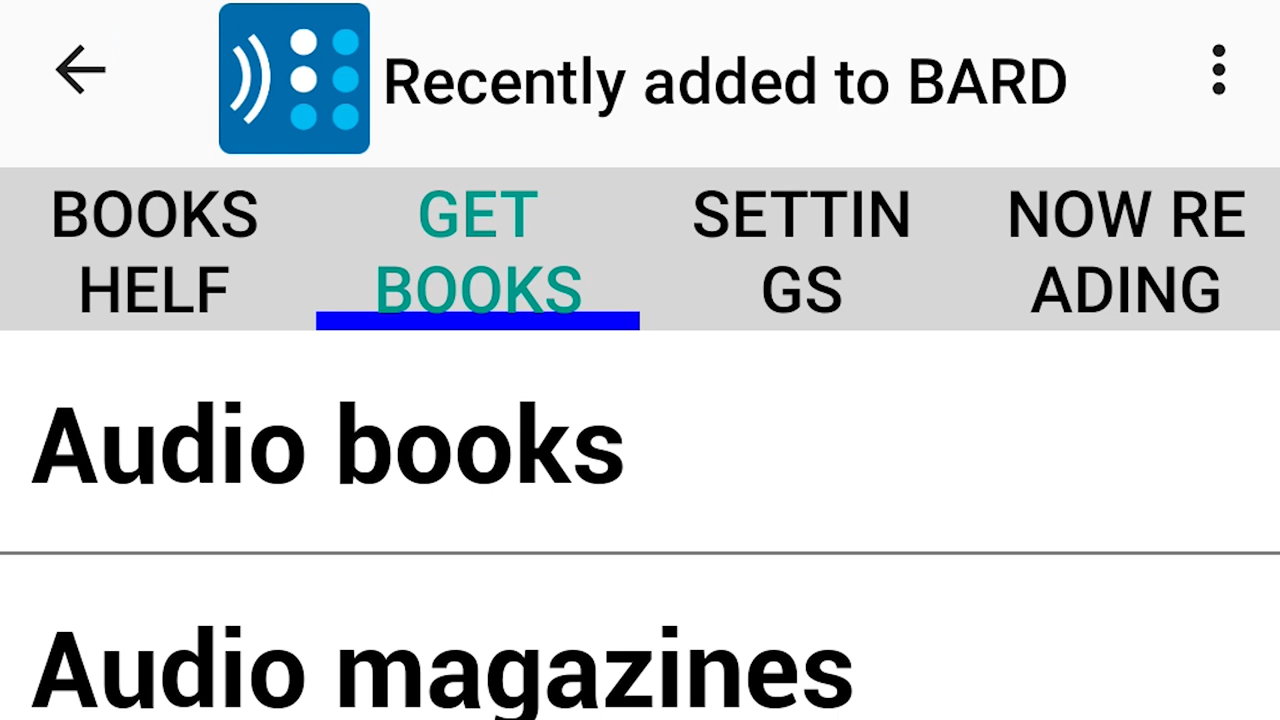 Recently added to BARD
BOOKS
HELF
GET
BOOKS
SETTIN
GS
NOW RE
ADING
Audio books
Audio magazines